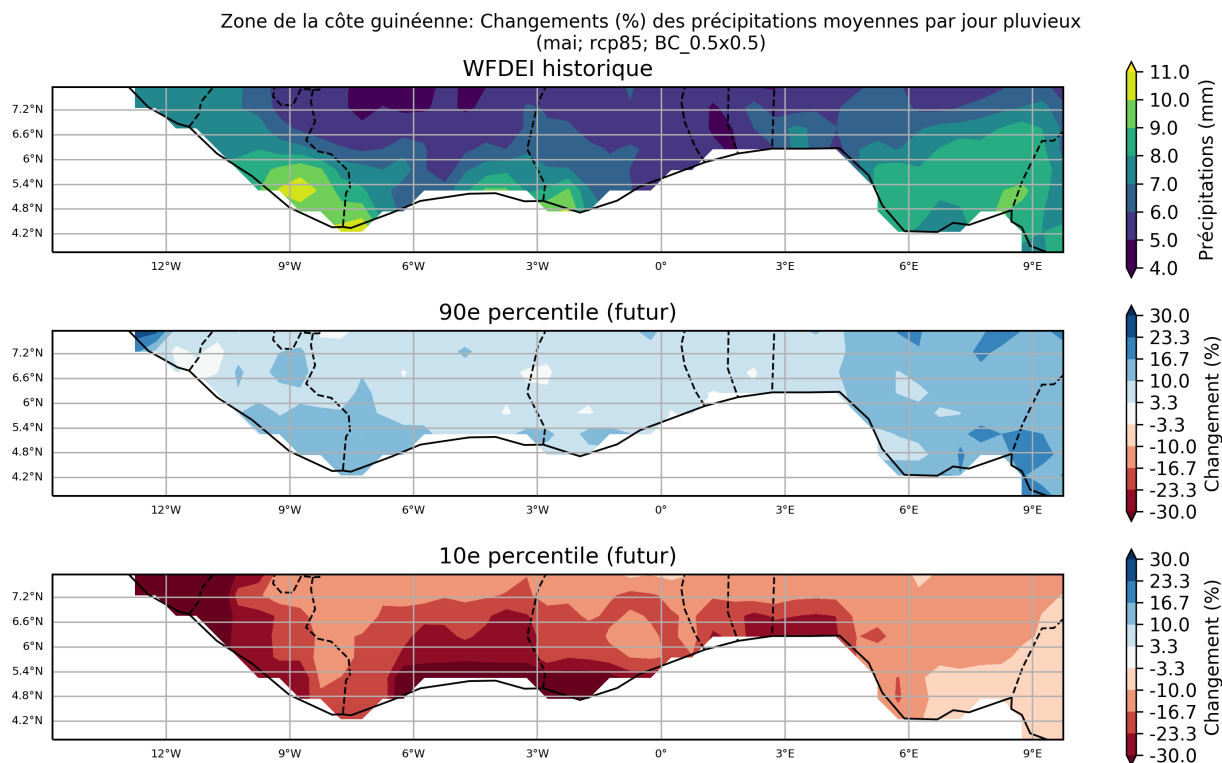 Zone de la côte guinéenne: Changements (%) des précipitations moyennes par jour pluvieux
(mai; rcp85; BC_0.5x0.5)
WFDEI historique
7.2°N
6.6°N
6°N
5.4°N
4.8°N
4.2°N
12°W 9°W 6°W 3°W 0° 3°E 6°E 9°E
11.0
10.0
9.0
8.0
7.0
6.0
5.0
4.0
Précipitations (mm)
90e percentile (futur)
7.2°N
6.6°N
6°N
5.4°N
4.8°N
4.2°N
12°W 9°W 6°W 3°W 0° 3°E 6°E 9°E
30.0
23.3
16.7
10.0
3.3
-3.3
-10.0
-16.7
-23.3
-30.0
Changement (%)
10e percentile (futur)
7.2°N
6.6°N
6°N
5.4°N
4.8°N
4.2°N
12°W 9°W 6°W 3°W 0° 3°E 6°E 9°E
30.0
23.3
16.7
10.0
3.3
-3.3
-10.0
-16.7
-23.3
-30.0
Changement (%)